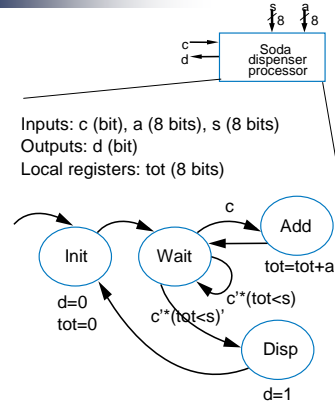 s a
8 8
c
d
Soda
dispenser
processor
Inputs: c (bit), a (8 bits), s (8 bits)
Outputs: d (bit)
Local registers: tot (8 bits)
c
Add
Init
Wait
tot=tot+a
c'*(tot<s)
d=0
tot=0
c'*(tot<s)'
Disp
d=1